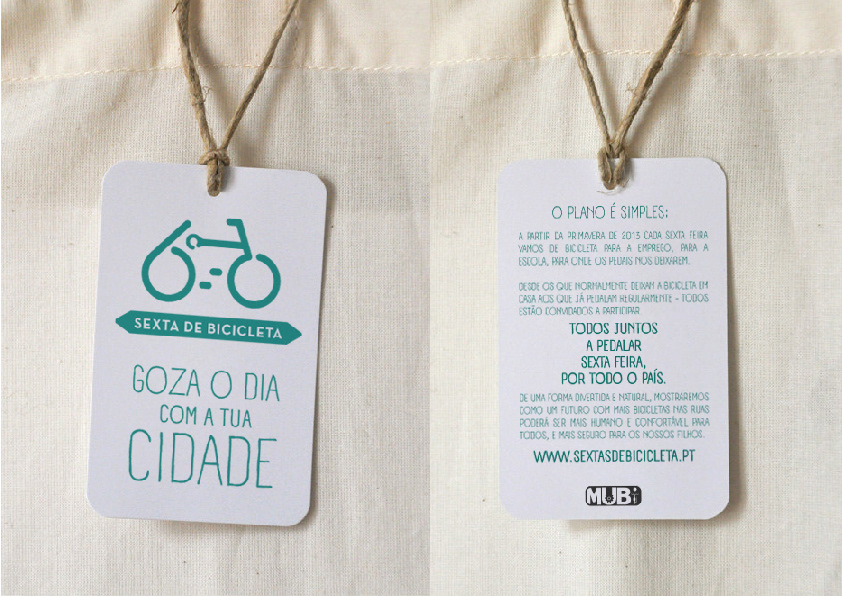 SEXTA DE BICICLETA
GOZA O DIA
COM A TUA
CIDADE
O PLANO É SIMPLES:
A PARTIR DA PRIMAVERA DE 2013 CADA SEXTA FEIRA
VAMOS DE BICICLETA PARA A EMPREGO, PARA A
ESCOLA, PARA ONDE OS PEDAIS NOS DEIXAREM.
DESDE OS QUE NORMALMENTE DEIXAM A BICICLETA EM
CASA AOS QUE JÁ PEDALAM REGULARMENTE - TODOS
ESTÃO CONVIDADOS A PARTICIPAR.
TODOS JUNTOS
A PEDALAR
SEXTA FEIRA,
POR TODO O PAÍS.
DE UMA FORMA DIVERTIDA E NATURAL, MOSTRAREMOS
COMO UM FUTURO COM MAIS BICICLETAS NAS RUAS
PODERÁ SER MAIS HUMANO E CONFORTÁVEL PARA
TODOS, E MAIS SEGURO PARA OS NOSSOS FILHOS.
WWW.SEXTASDEBICICLETA.PT
MUBi